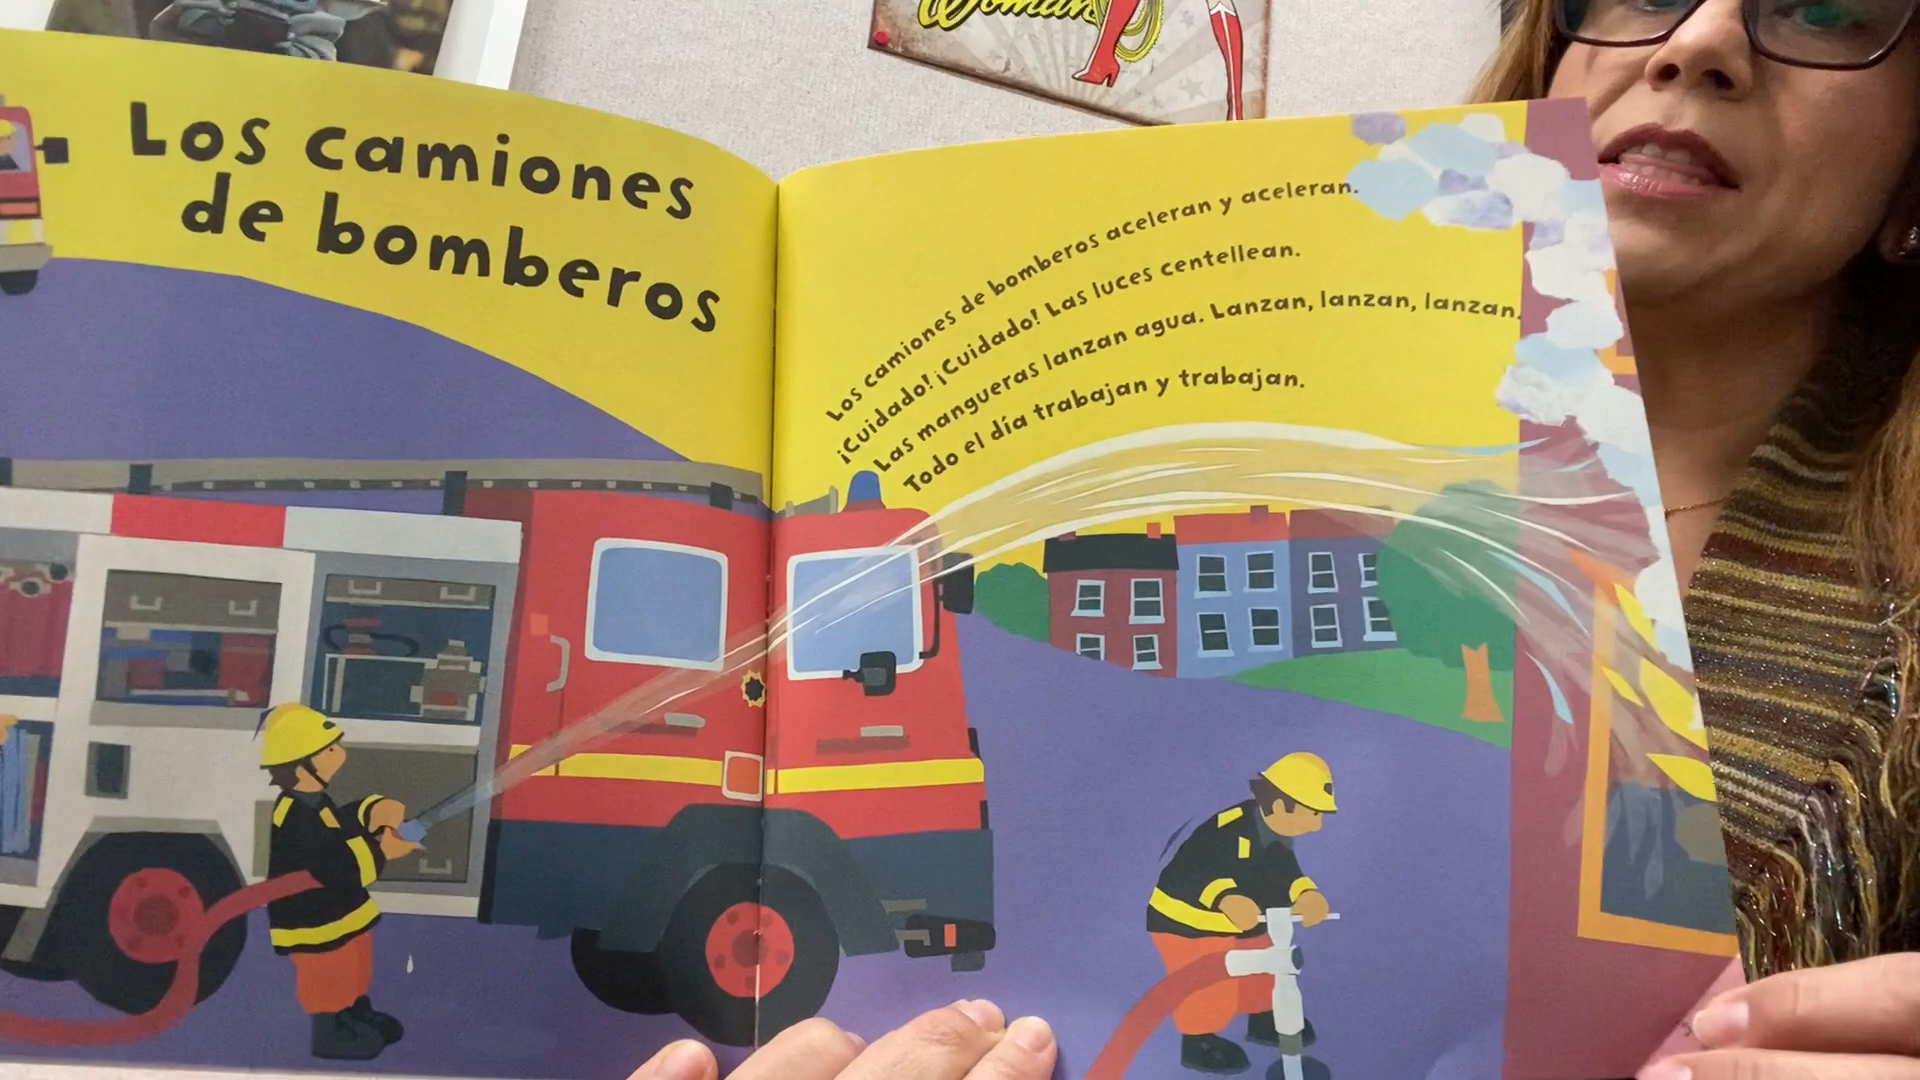 Woman
Los camiones
de bomberos
Los camiones de bomberos aceleran y aceleran.
¡Cuidado! ¡Cuidado! Las luces centellean.
Las mangueras lanzan agua. Lanzan, lanzan, lanzan.
Todo el día trabajan y trabajan.